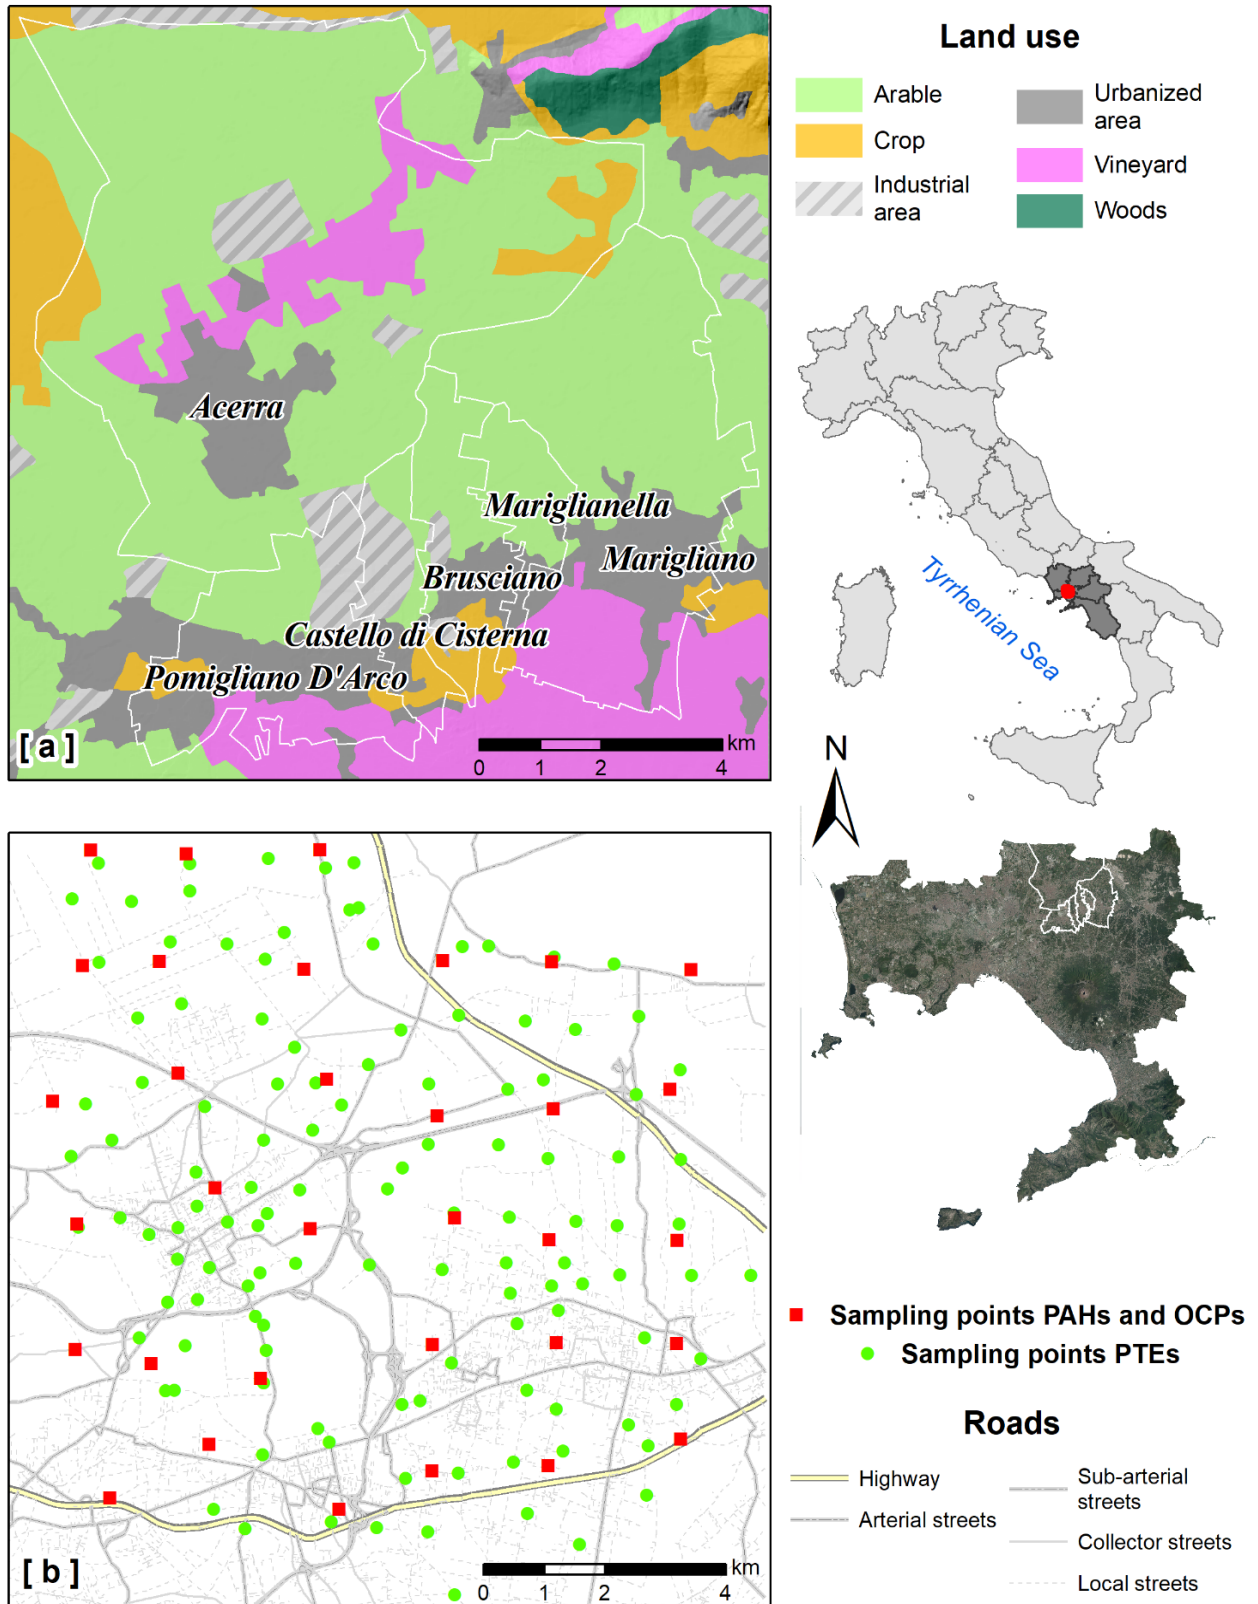 Land use
Arable
Crop
Industrial
area
Urbanized
area
Vineyard
Woods
Acerra
Mariglianella
Marigliano
Brusciano
Castello di Cisterna
Pomigliano D'Arco
[ a ]
km
0 1 2 4
Tyrrhenian Sea
N
[ b ]
km
0 1 2 4
Sampling points PAHs and OCPs
Sampling points PTEs
Roads
Highway
Arterial streets
Sub-arterial
streets
Collector streets
Local streets